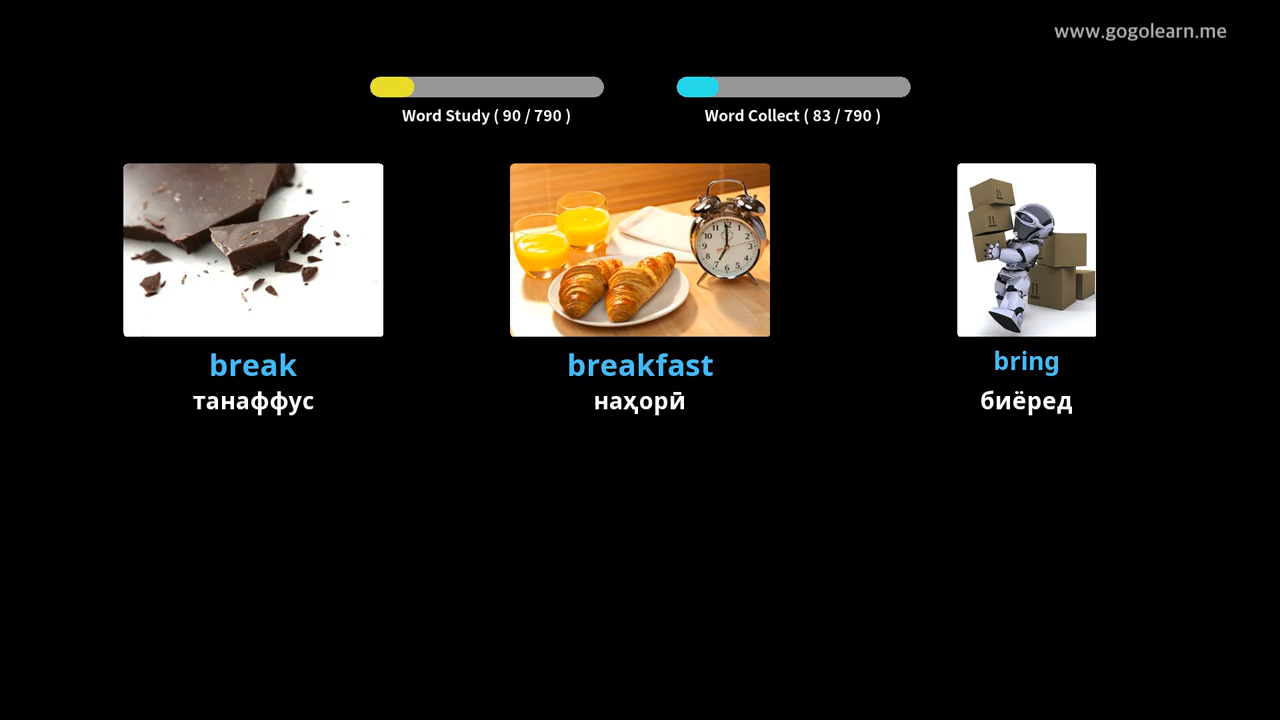 www.gogolearn.me
Word Study ( 90 / 790 )
Word Collect ( 83 / 790 )
break
танаффус
breakfast
наҳорӣ
bring
биёред